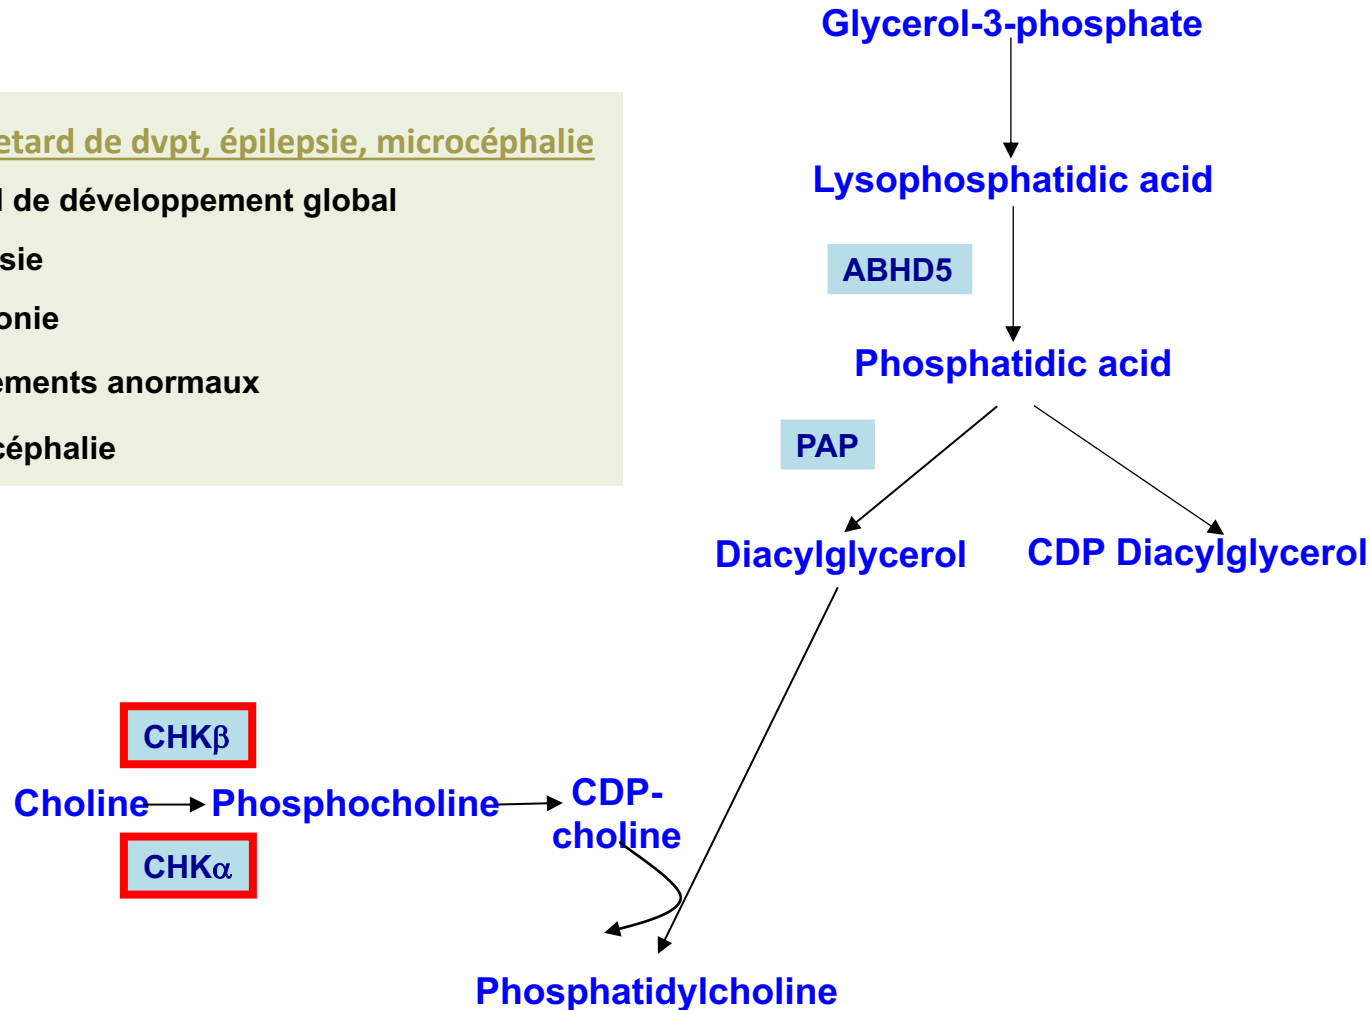 Glycerol-3-phosphate
etard de dvpt, épilepsie, microcéphalie
de développement global
sie
onie
ements anormaux
céphalie
Lysophosphatidic acid
ABHD5
Phosphatidic acid
PAP
Diacylglycerol
CDP Diacylglycerol
CHKβ
Choline
Phosphocholine
CDP-
choline
CHKα
Phosphatidylcholine